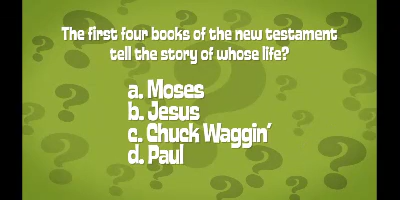 The first four books of the new testament
tell the story of whose life?
a. Moses
b. Jesus
c. Chuck Waggin'
d. Paul